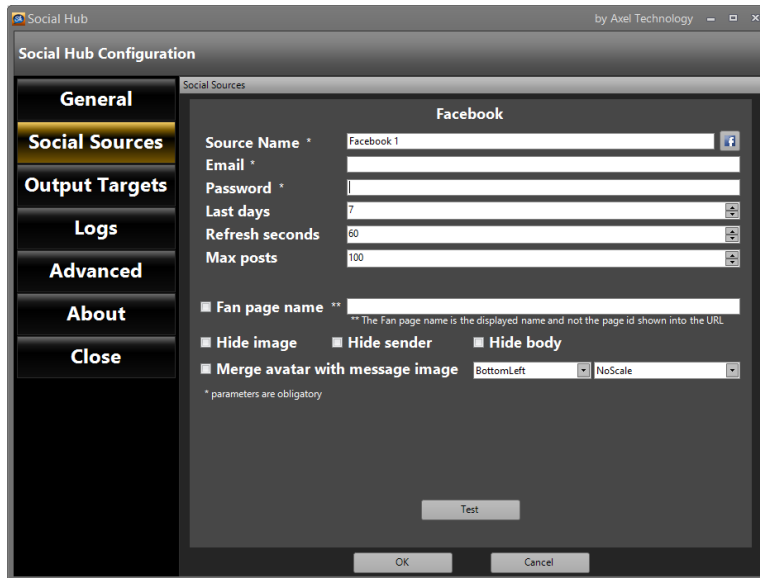 Social Hub by Axel Technology
Social Hub Configuration
General
Social Sources
Output Targets
Logs
Advanced
About
Close
Social Sources
Facebook
Source Name * Facebook 1
Email *
Password *
Last days 7
Refresh seconds 60
Max posts 100
Fan page name **
** The Fan page name is the displayed name and not the page id shown into the URL
Hide image Hide sender Hide body
Merge avatar with message image BottomLeft NoScale
* parameters are obligatory
Test
OK Cancel